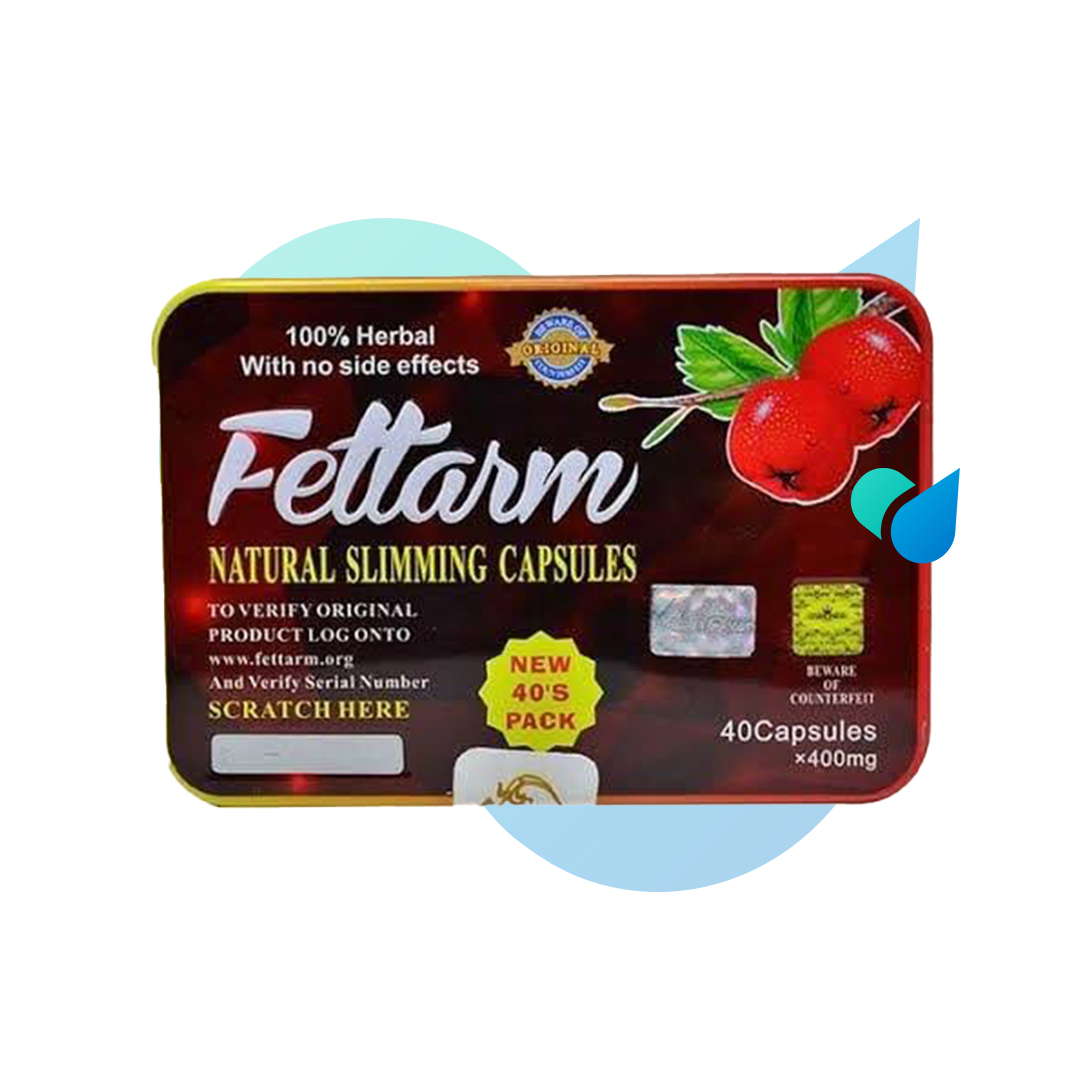 100% Herbal
With no side effects
BEWARE OF
ORIGINAL
COUNTERFEIT
Fettarm
NATURAL SLIMMING CAPSULES
TO VERIFY ORIGINAL
PRODUCT LOG ONTO
www.fettarm.org
And Verify Serial Number
SCRATCH HERE
NEW
40'S
PACK
BEWARE
OF
COUNTERFEIT
40Capsules
×400mg